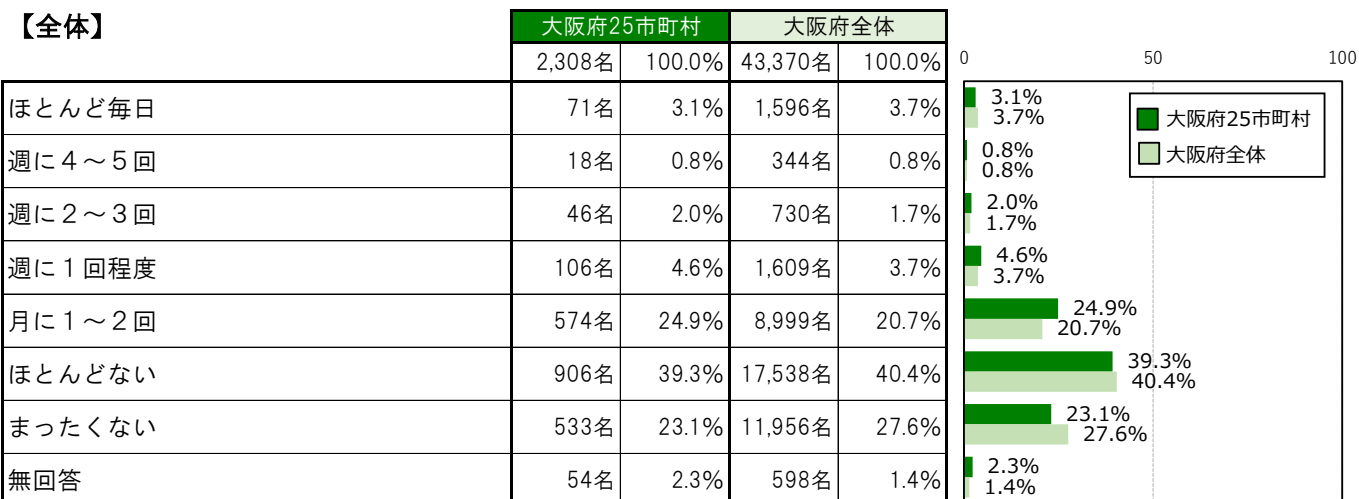 【全体】
大阪府25市町村 大阪府全体
2,308名 100.0% 43,370名 100.0%
0 50 100
ほとんど毎日 71名 3.1% 1,596名 3.7%
週に４～５回 18名 0.8% 344名 0.8%
週に２～３回 46名 2.0% 730名 1.7%
週に１回程度 106名 4.6% 1,609名 3.7%
月に１～２回 574名 24.9% 8,999名 20.7%
ほとんどない 906名 39.3% 17,538名 40.4%
まったくない 533名 23.1% 11,956名 27.6%
無回答 54名 2.3% 598名 1.4%
3.1%
3.7%
0.8%
0.8%
2.0%
1.7%
4.6%
3.7%
24.9%
20.7%
39.3%
40.4%
23.1%
27.6%
2.3%
1.4%
大阪府25市町村
大阪府全体